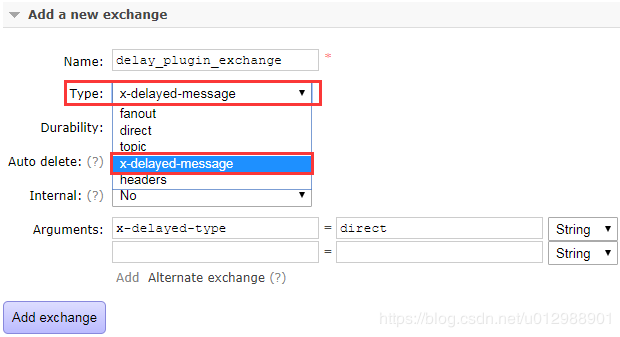 Add a new exchange
Name: delay_plugin_exchange *
Type: x-delayed-message
fanout
Durability: direct
topic
Auto delete: (?) x-delayed-message
headers
Internal: (?) No
Arguments: x-delayed-type = direct String
= String
Add Alternate exchange (?)
Add exchange
https://blog.csdn.net/u012988901